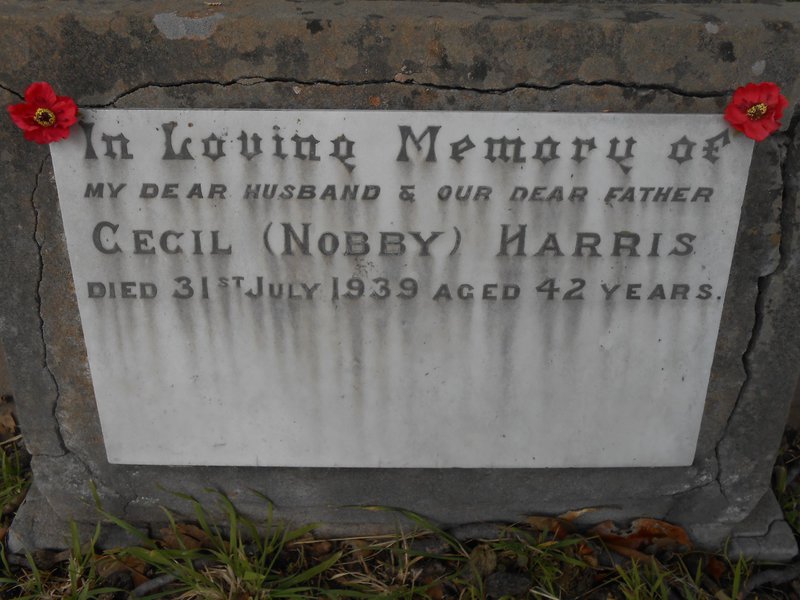 In Loving Memory of
MY DEAR HUSBAND & OUR DEAR FATHER
CECIL (NOBBY) HARRIS
DIED 31ST JULY 1939 AGED 42 YEARS.